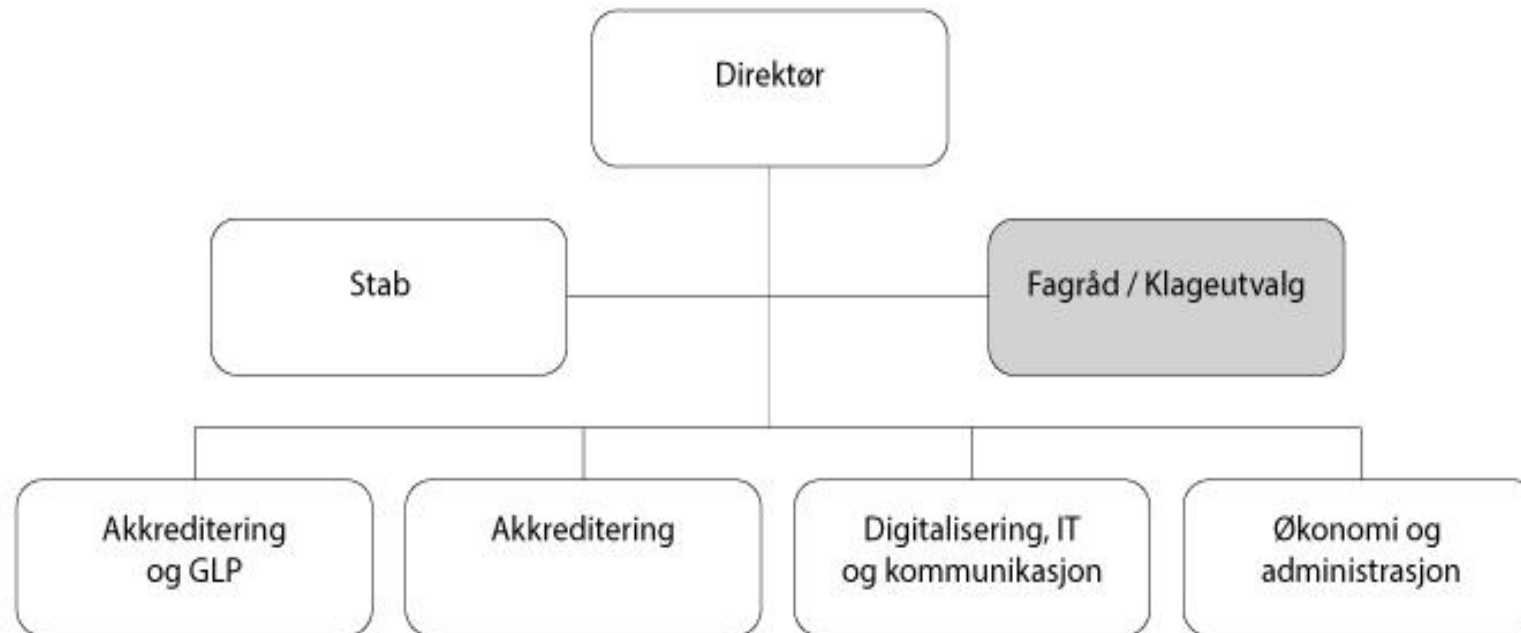 Direktør
Stab
Fagråd / Klageutvalg
Akkreditering
og GLP
Akkreditering
Digitalisering, IT
og kommunikasjon
Økonomi og
administrasjon